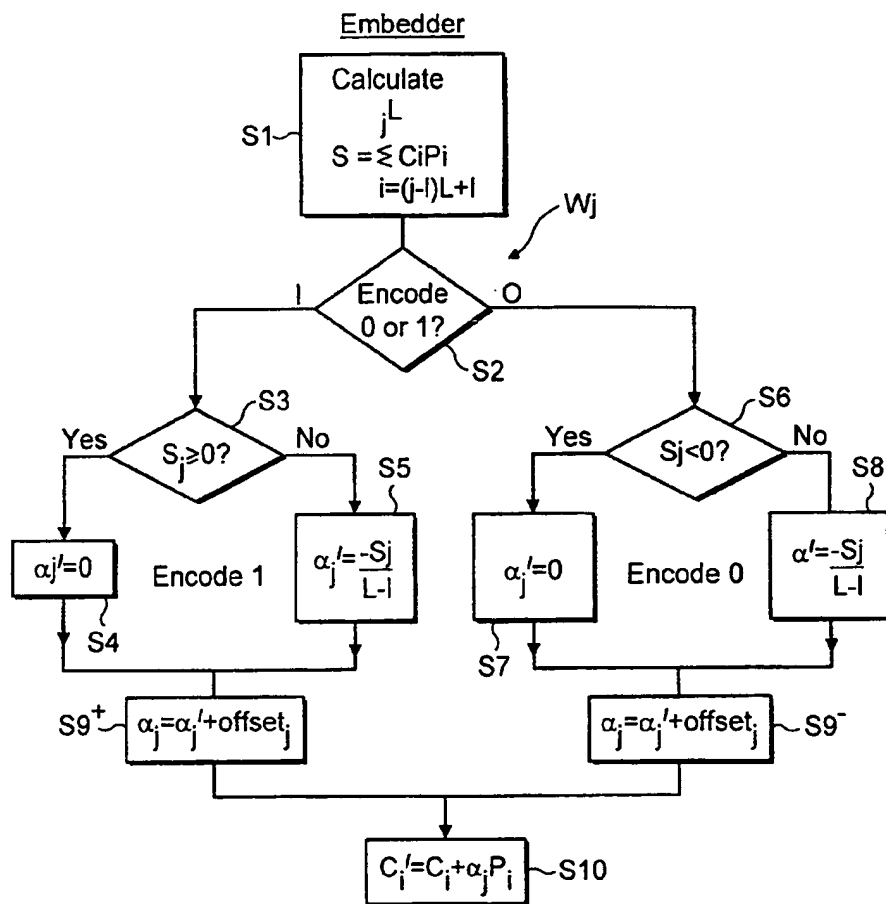 Embedder
Calculate
jL
S1
S = ≤ CiPi
i=(j-l)L+l
Wj
I
O
Encode
0 or 1?
S2
S3
S6
Yes
No
Yes
No
Sj≥0?
Sj<0?
S5
S8
αj'=0
Encode 1
αj'=-Sj/L-l
αj'=0
Encode 0
α'=-Sj/L-l
S4
S7
S9+
αj=αj'+offsetj
αj=αj'+offsetj
S9-
Ci'=Ci+αjPi
S10